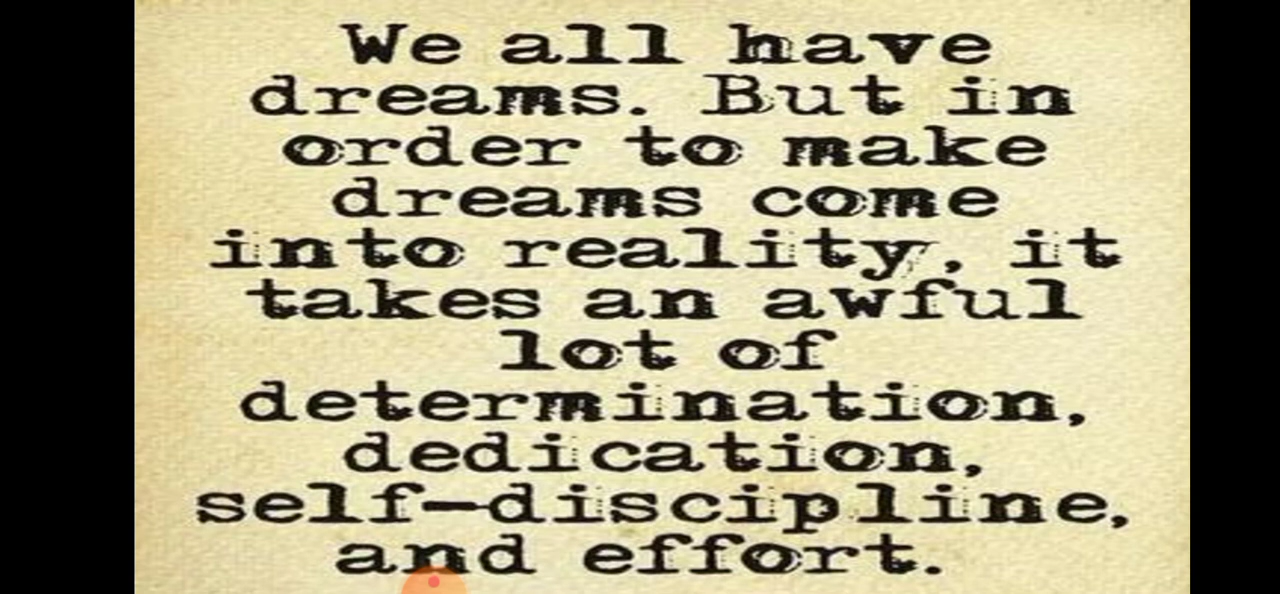 We all have
dreams. But in
order to make
dreams come
into reality, it
takes an awful
lot of
determination,
dedication,
self-discipline,
and effort.